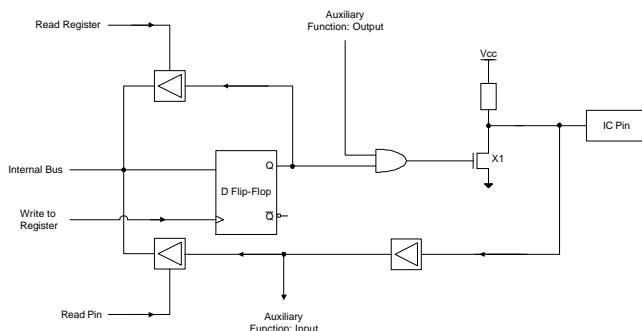 Auxiliary
Function: Output
Read Register
Vcc
IC Pin
X1
Internal Bus
Q
D Flip-Flop
Write to
Register
Q
Read Pin
Auxiliary
Function: Input